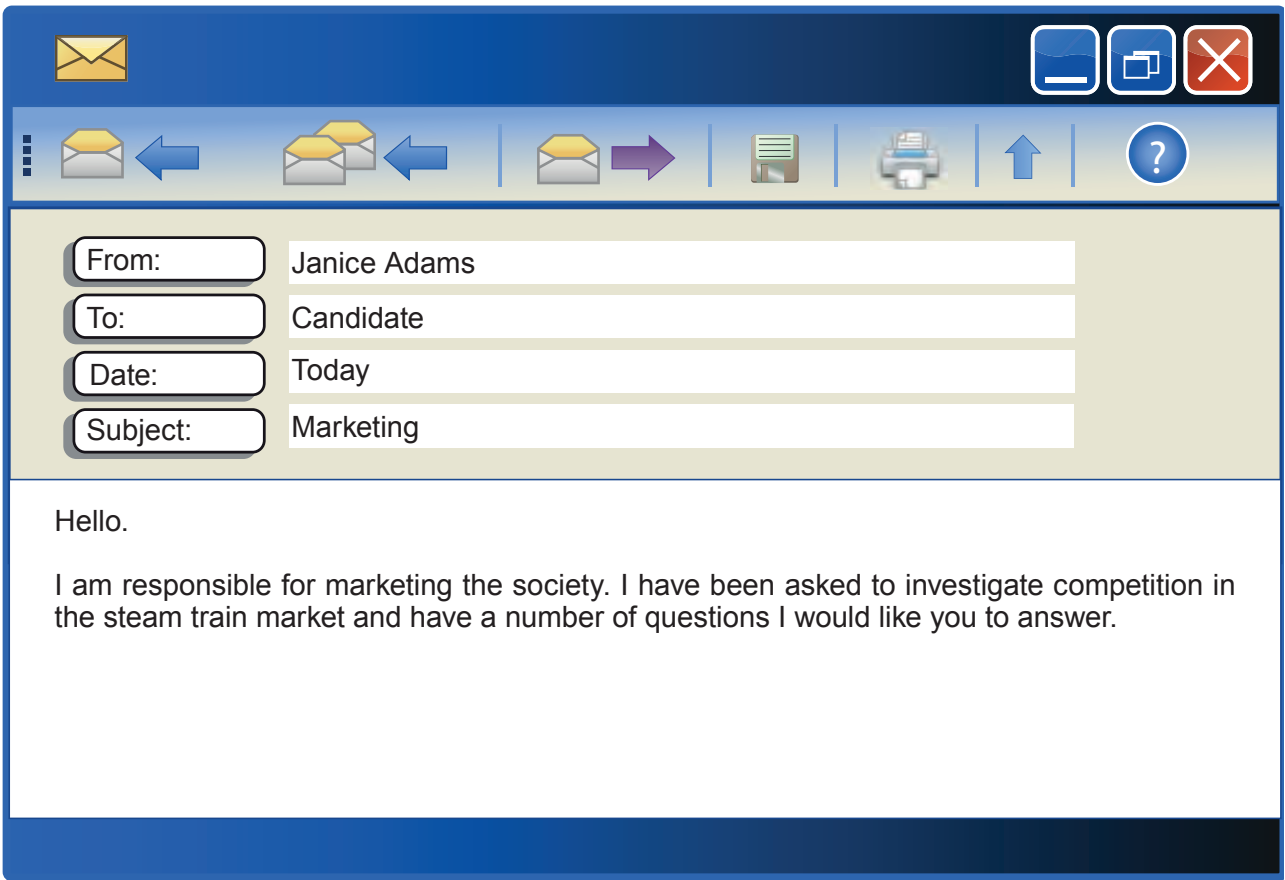 ?
From: Janice Adams
To: Candidate
Date: Today
Subject: Marketing
Hello.
I am responsible for marketing the society. I have been asked to investigate competition in
the steam train market and have a number of questions I would like you to answer.